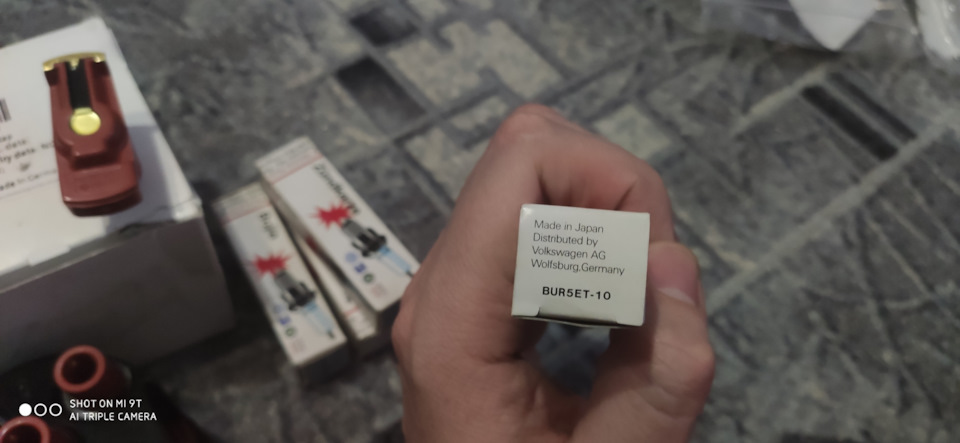 Made in Japan
Distributed by
Volkswagen AG
Wolfsburg,Germany
BUR5ET-10
SHOT ON MI 9T
AI TRIPLE CAMERA